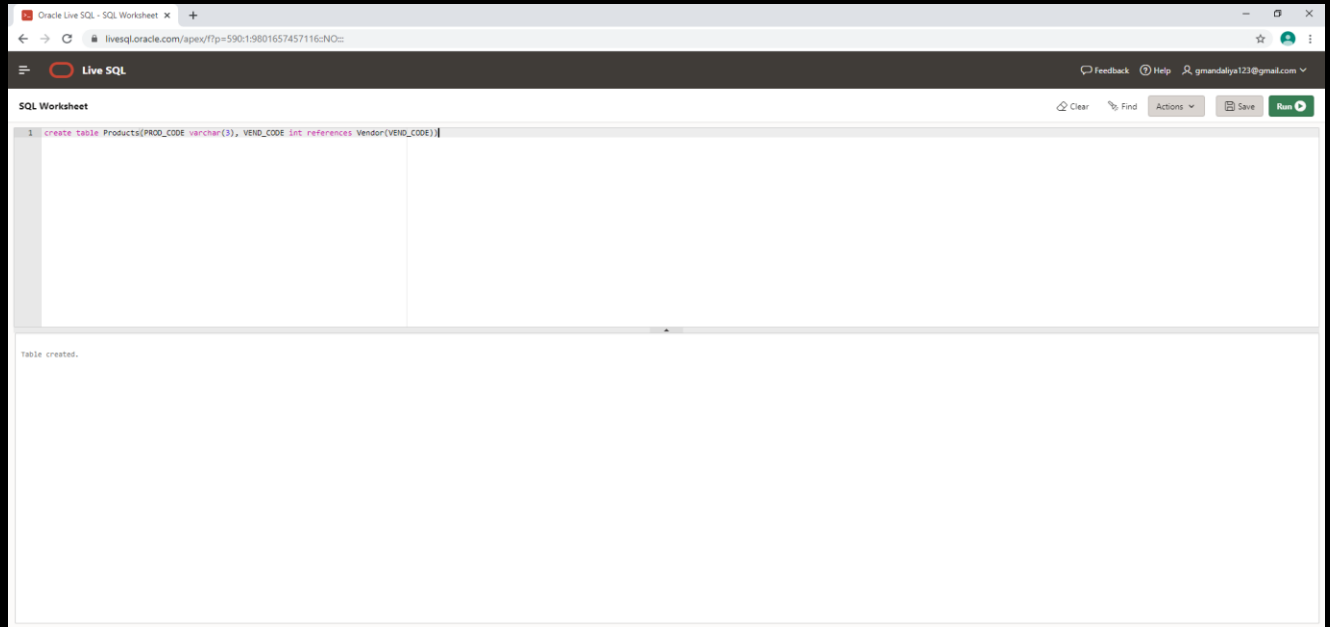 Oracle Live SQL - SQL Worksheet
livesql.oracle.com/apex/f?p=590:1:9801657457116::NO:::
Live SQL
Feedback Help gmandaliya123@gmail.com
SQL Worksheet
Clear Find Actions Save Run
1 create table Products(PROD_CODE varchar(3), VEND_CODE int references Vendor(VEND_CODE))
Table created.